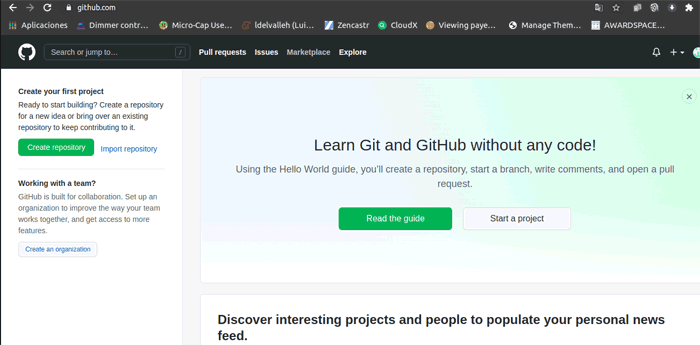 github.com
Aplicaciones Dimmer contr... Micro-Cap Use... ldelvalleh (Lui... Zencastr CloudX Viewing paye... Manage Them... AWARDSPACE...
Search or jump to… / Pull requests Issues Marketplace Explore
Create your first project
Ready to start building? Create a repository
for a new idea or bring over an existing
repository to keep contributing to it.
Create repository Import repository
Working with a team?
GitHub is built for collaboration. Set up an
organization to improve the way your team
works together, and get access to more
features.
Create an organization
Learn Git and GitHub without any code!
Using the Hello World guide, you'll create a repository, start a branch, write comments, and open a pull
request.
Read the guide Start a project
Discover interesting projects and people to populate your personal news
feed.